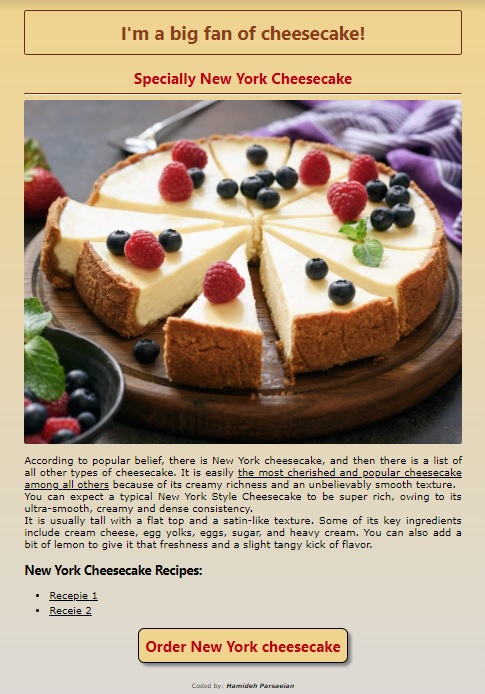 I'm a big fan of cheesecake!
Specially New York Cheesecake
According to popular belief, there is New York cheesecake, and then there is a list of
all other types of cheesecake. It is easily the most cherished and popular cheesecake
among all others because of its creamy richness and an unbelievably smooth texture.
You can expect a typical New York Style Cheesecake to be super rich, owing to its
ultra-smooth, creamy and dense consistency.
It is usually tall with a flat top and a satin-like texture. Some of its key ingredients
include cream cheese, egg yolks, eggs, sugar, and heavy cream. You can also add a
bit of lemon to give it that freshness and a slight tangy kick of flavor.
New York Cheesecake Recipes:
• Recepie 1
• Receie 2
Order New York cheesecake
Coded by: Hamideh Parsaeian